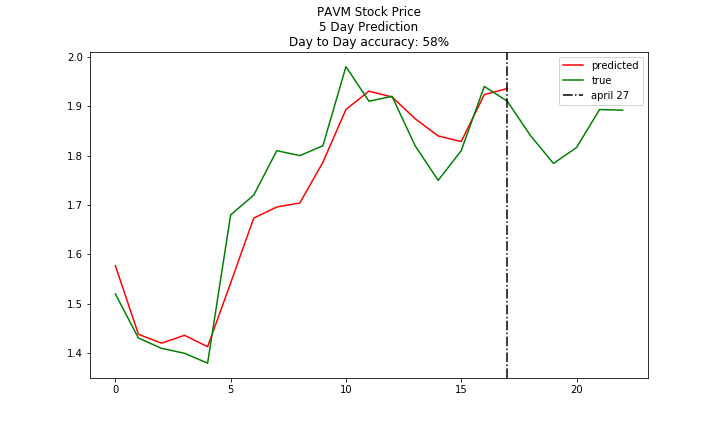 PAVM Stock Price
5 Day Prediction
Day to Day accuracy: 58%
2.0
1.9
1.8
1.7
1.6
1.5
1.4
predicted
true
april 27
0 5 10 15 20